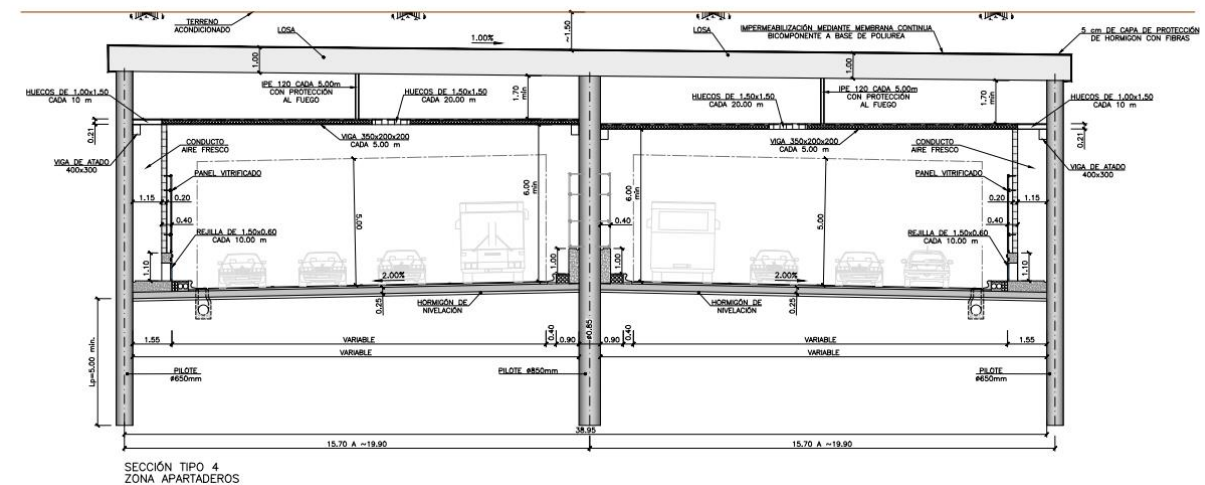 TERRENO
ACONDICIONADO
LOSA
1.00%
~1.50
LOSA
IMPERMEABILIZACIÓN MEDIANTE MEMBRANA CONTINUA
BICOMPONENTE A BASE DE POLIUREA
5 cm DE CAPA DE PROTECCIÓN
DE HORMIGON CON FIBRAS
1.00
1.00
HUECOS DE 1,00x1.50
CADA 10 m
IPE 120 CADA 5.00m
CON PROTECCIÓN
AL FUEGO
HUECOS DE 1.50x1.50
CADA 20.00 m
1.70
min
HUECOS DE 1.50x1.50
CADA 20.00 m
IPE 120 CADA 5.00m
CON PROTECCIÓN
AL FUEGO
1.70
min
HUECOS DE 1,00x1.50
CADA 10 m
0.21
0.21
VIGA 350x200x200
CADA 5.00 m
VIGA 350x200x200
CADA 5.00 m
CONDUCTO
AIRE FRESCO
CONDUCTO
AIRE FRESCO
VIGA DE ATADO
400x300
VIGA DE ATADO
400x300
PANEL VITRIFICADO
PANEL VITRIFICADO
1.15
0.20
0.40
5.00
6.00
min
6.00
min
0.40
5.00
0.20
1.15
0.40
REJILLA DE 1.50x0.60
CADA 10.00 m
REJILLA DE 1.50x0.60
CADA 10.00 m
1.10
1.00
1.00
1.10
2.00%
2.00%
0.25
HORMIGÓN DE
NIVELACIÓN
HORMIGÓN DE
NIVELACIÓN
0.25
1.55
VARIABLE
0.40
0.90
ø0.85
0.90
0.40
VARIABLE
1.55
VARIABLE
VARIABLE
Lp=5,00 min.
PILOTE
ø650mm
PILOTE ø850mm
PILOTE
ø650mm
38.95
15.70 A ~19.90
15.70 A ~19.90
SECCIÓN TIPO 4
ZONA APARTADEROS